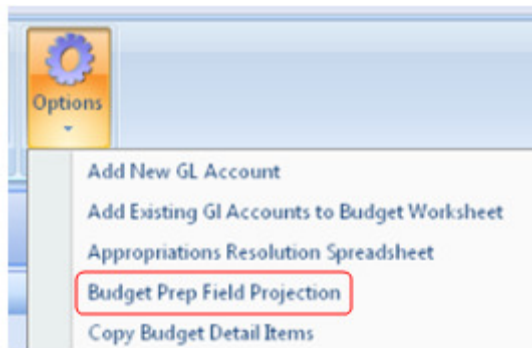 Options
Add New GL Account
Add Existing Gl Accounts to Budget Worksheet
Appropriations Resolution Spreadsheet
Budget Prep Field Projection
Copy Budget Detail Items